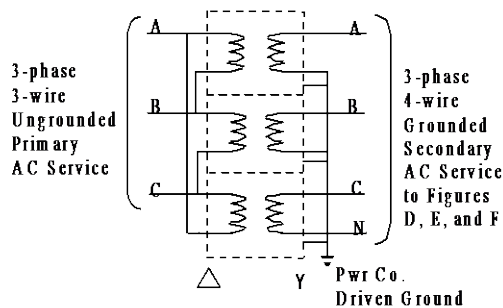 A
A
3-phase
3-wire
Ungrounded
Primary
AC Service
B
B
3-phase
4-wire
Grounded
Secondary
AC Service
to Figures
D, E, and F
C
C
N
Y
Pwr Co.
Driven Ground